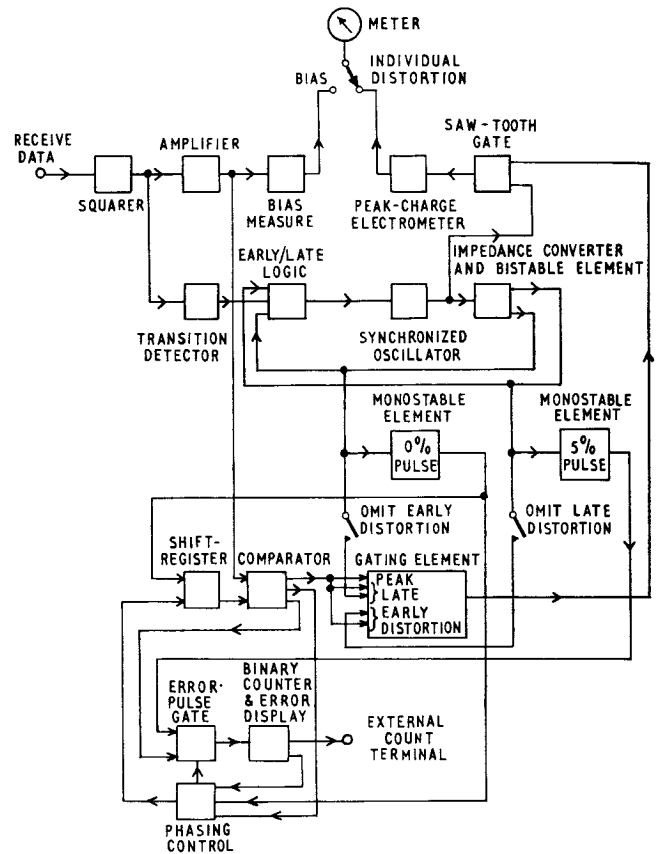 METER
INDIVIDUAL
DISTORTION
BIAS
RECEIVE
DATA
AMPLIFIER
SAW-TOOTH
GATE
SQUARER
BIAS
MEASURE
PEAK-CHARGE
ELECTROMETER
EARLY/LATE
LOGIC
IMPEDANCE CONVERTER
AND BISTABLE ELEMENT
TRANSITION
DETECTOR
SYNCHRONIZED
OSCILLATOR
MONOSTABLE
ELEMENT
MONOSTABLE
ELEMENT
0%
PULSE
5%
PULSE
OMIT EARLY
DISTORTION
OMIT LATE
DISTORTION
SHIFT-
REGISTER
COMPARATOR
GATING ELEMENT
PEAK
LATE
EARLY
DISTORTION
ERROR-
PULSE
GATE
BINARY
COUNTER
& ERROR
DISPLAY
EXTERNAL
COUNT
TERMINAL
PHASING
CONTROL